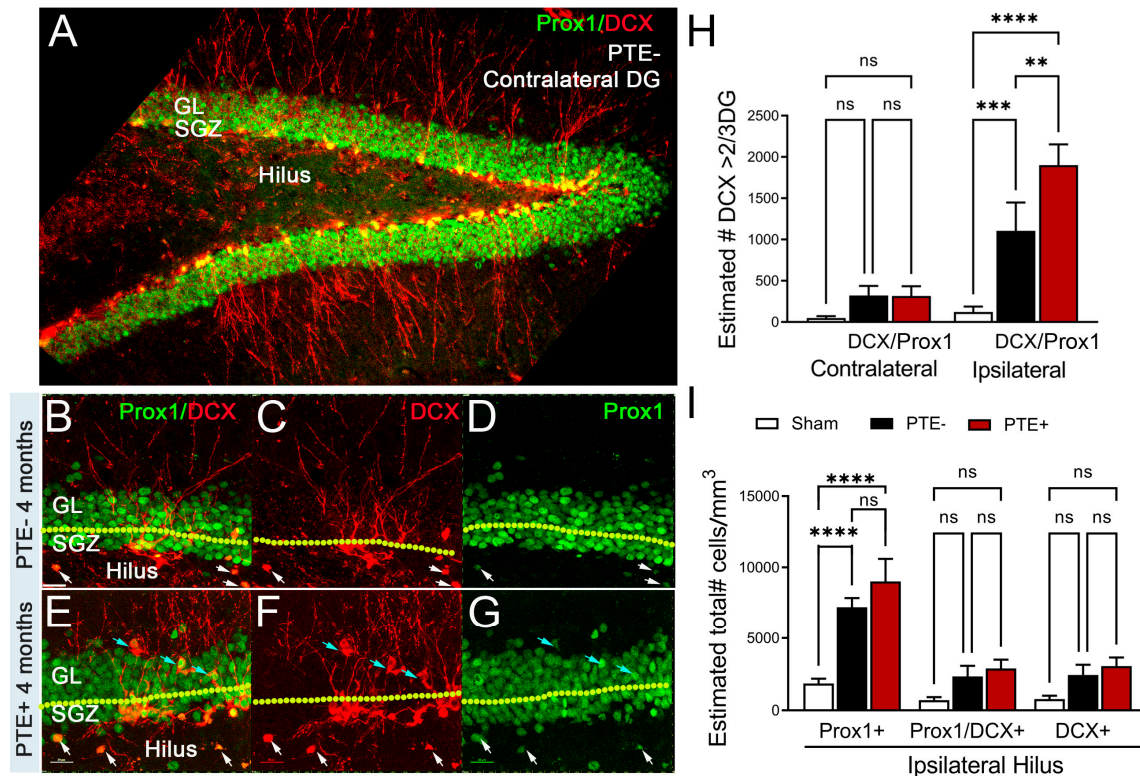 A
Prox1/DCX
PTE-
Contralateral DG
GL
SGZ
Hilus
PTE- 4 months
B
Prox1/DCX
GL
SGZ
Hilus
C
DCX
D
Prox1
PTE+ 4 months
E
GL
SGZ
Hilus
F
G
H
Estimated # DCX >2/3DG
2500
2000
1500
1000
500
0
ns
ns
ns
****
**
***
DCX/Prox1
DCX/Prox1
Contralateral
Ipsilateral
I
Sham
PTE-
PTE+
Estimated total# cells/mm³
15000
10000
5000
0
****
ns
****
ns
ns
ns
ns
ns
ns
Prox1+
Prox1/DCX+
DCX+
Ipsilateral Hilus